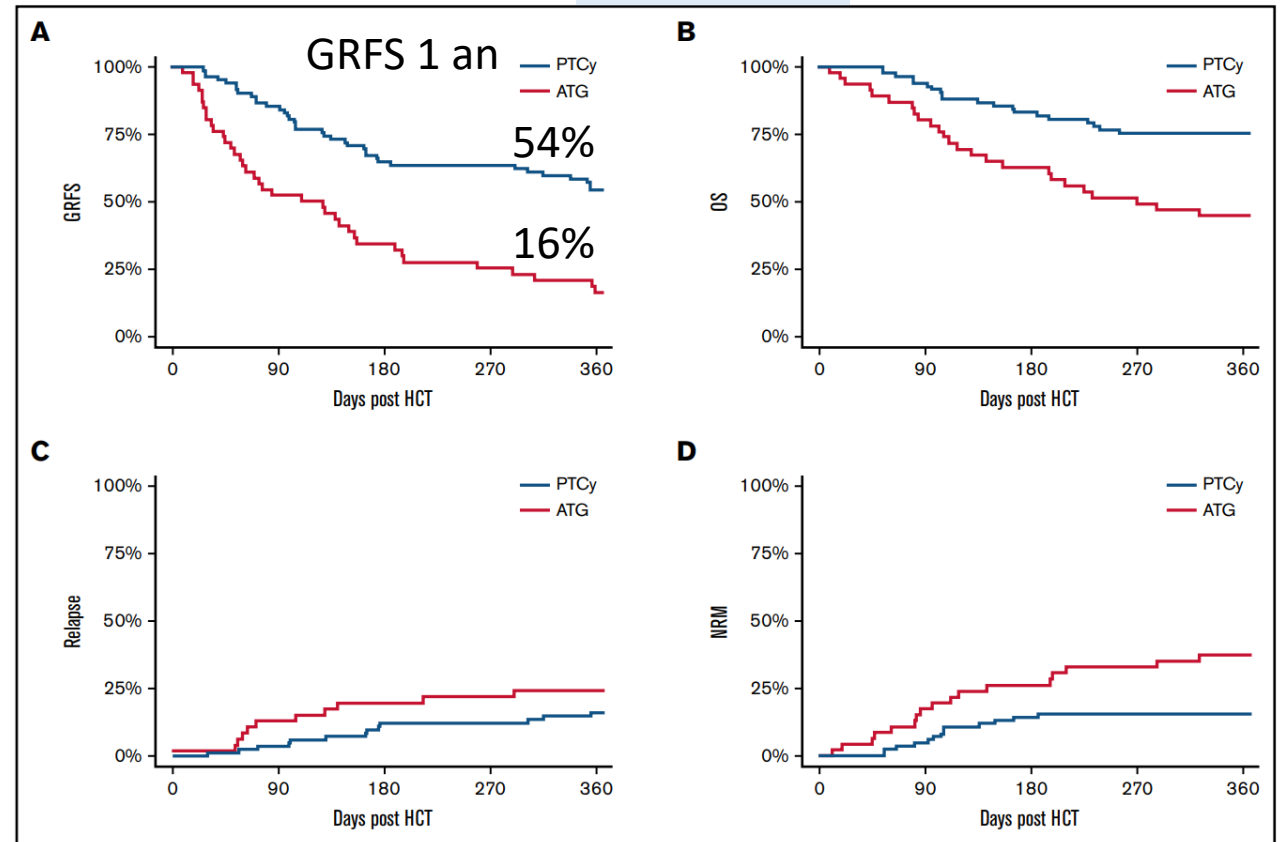 A
GRFS 1 an
PTCy
ATG
100%
75%
50%
25%
0%
54%
16%
GRFS
0 90 180 270 360
Days post HCT
B
PTCy
ATG
100%
75%
50%
25%
0%
OS
0 90 180 270 360
Days post HCT
C
PTCy
ATG
100%
75%
50%
25%
0%
Relapse
0 90 180 270 360
Days post HCT
D
PTCy
ATG
100%
75%
50%
25%
0%
NRM
0 90 180 270 360
Days post HCT